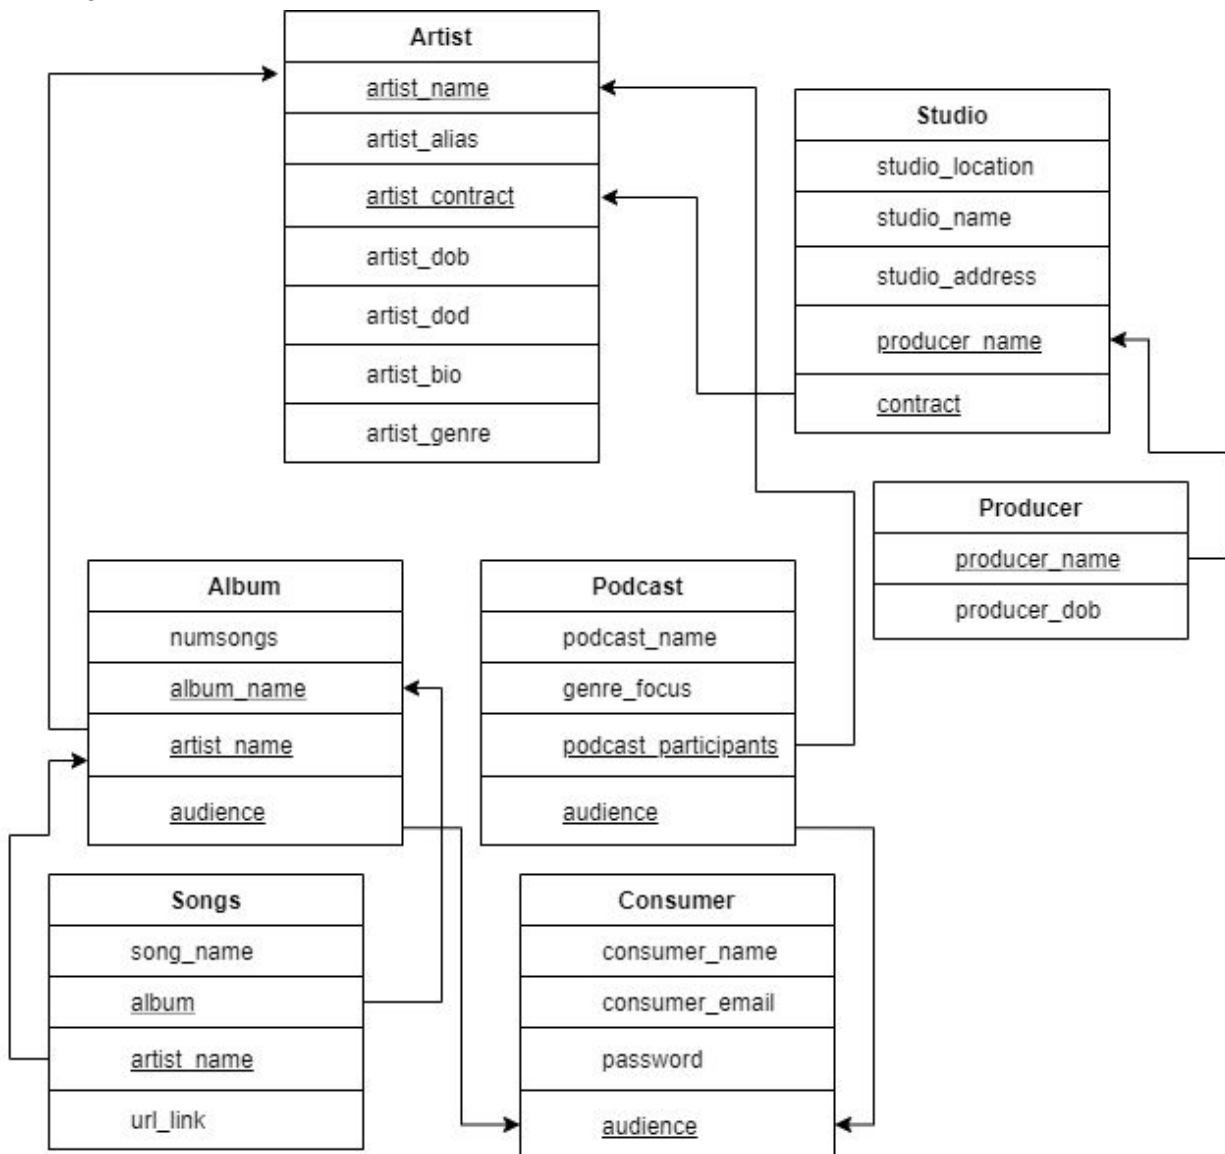 Artist
artist_name
artist_alias
artist_contract
artist_dob
artist_dod
artist_bio
artist_genre
Studio
studio_location
studio_name
studio_address
producer_name
contract
Producer
producer_name
producer_dob
Album
numsongs
album_name
artist_name
audience
Podcast
podcast_name
genre_focus
podcast_participants
audience
Songs
song_name
album
artist_name
url_link
Consumer
consumer_name
consumer_email
password
audience